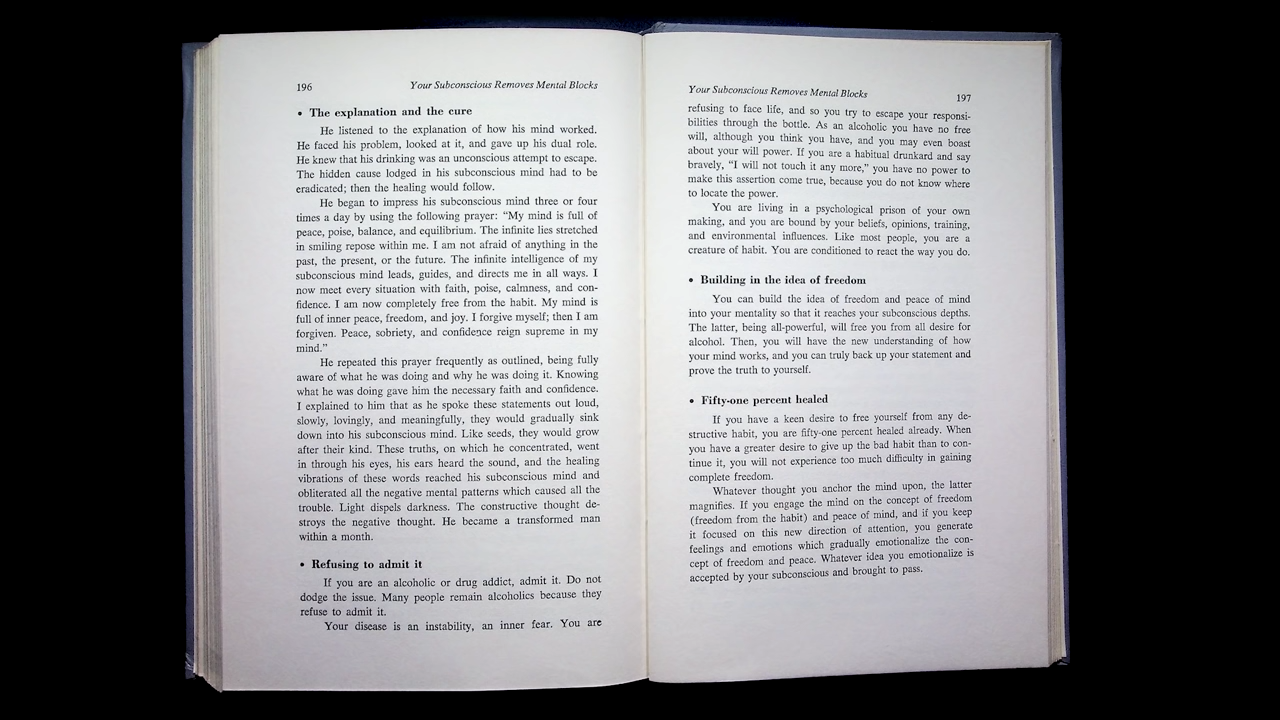 196
Your Subconscious Removes Mental Blocks
• The explanation and the cure
He listened to the explanation of how his mind worked.
He faced his problem, looked at it, and gave up his dual role.
He knew that his drinking was an unconscious attempt to escape.
The hidden cause lodged in his subconscious mind had to be
eradicated; then the healing would follow.
He began to impress his subconscious mind three or four
times a day by using the following prayer: “My mind is full of
peace, poise, balance, and equilibrium. The infinite lies stretched
in smiling repose within me. I am not afraid of anything in the
past, the present, or the future. The infinite intelligence of my
subconscious mind leads, guides, and directs me in all ways. I
now meet every situation with faith, poise, calmness, and con-
fidence. I am now completely free from the habit. My mind is
full of inner peace, freedom, and joy. I forgive myself; then I am
forgiven. Peace, sobriety, and confidence reign supreme in my
mind.”
He repeated this prayer frequently as outlined, being fully
aware of what he was doing and why he was doing it. Knowing
what he was doing gave him the necessary faith and confidence.
I explained to him that as he spoke these statements out loud,
slowly, lovingly, and meaningfully, they would gradually sink
down into his subconscious mind. Like seeds, they would grow
after their kind. These truths, on which he concentrated, went
in through his eyes, his ears heard the sound, and the healing
vibrations of these words reached his subconscious mind and
obliterated all the negative mental patterns which caused all the
trouble. Light dispels darkness. The constructive thought de-
stroys the negative thought. He became a transformed man
within a month.
• Refusing to admit it
If you are an alcoholic or drug addict, admit it. Do not
dodge the issue. Many people remain alcoholics because they
refuse to admit it.
Your disease is an instability, an inner fear. You are
Your Subconscious Removes Mental Blocks
197
refusing to face life, and so you try to escape your responsi-
bilities through the bottle. As an alcoholic you have no free
will, although you think you have, and you may even boast
about your will power. If you are a habitual drunkard and say
bravely, “I will not touch it any more,” you have no power to
make this assertion come true, because you do not know where
to locate the power.
You are living in a psychological prison of your own
making, and you are bound by your beliefs, opinions, training,
and environmental influences. Like most people, you are a
creature of habit. You are conditioned to react the way you do.
• Building in the idea of freedom
You can build the idea of freedom and peace of mind
into your mentality so that it reaches your subconscious depths.
The latter, being all-powerful, will free you from all desire for
alcohol. Then, you will have the new understanding of how
your mind works, and you can truly back up your statement and
prove the truth to yourself.
• Fifty-one percent healed
If you have a keen desire to free yourself from any de-
structive habit, you are fifty-one percent healed already. When
you have a greater desire to give up the bad habit than to con-
tinue it, you will not experience too much difficulty in gaining
complete freedom.
Whatever thought you anchor the mind upon, the latter
magnifies. If you engage the mind on the concept of freedom
(freedom from the habit) and peace of mind, and if you keep
it focused on this new direction of attention, you generate
feelings and emotions which gradually emotionalize the con-
cept of freedom and peace. Whatever idea you emotionalize is
accepted by your subconscious and brought to pass.